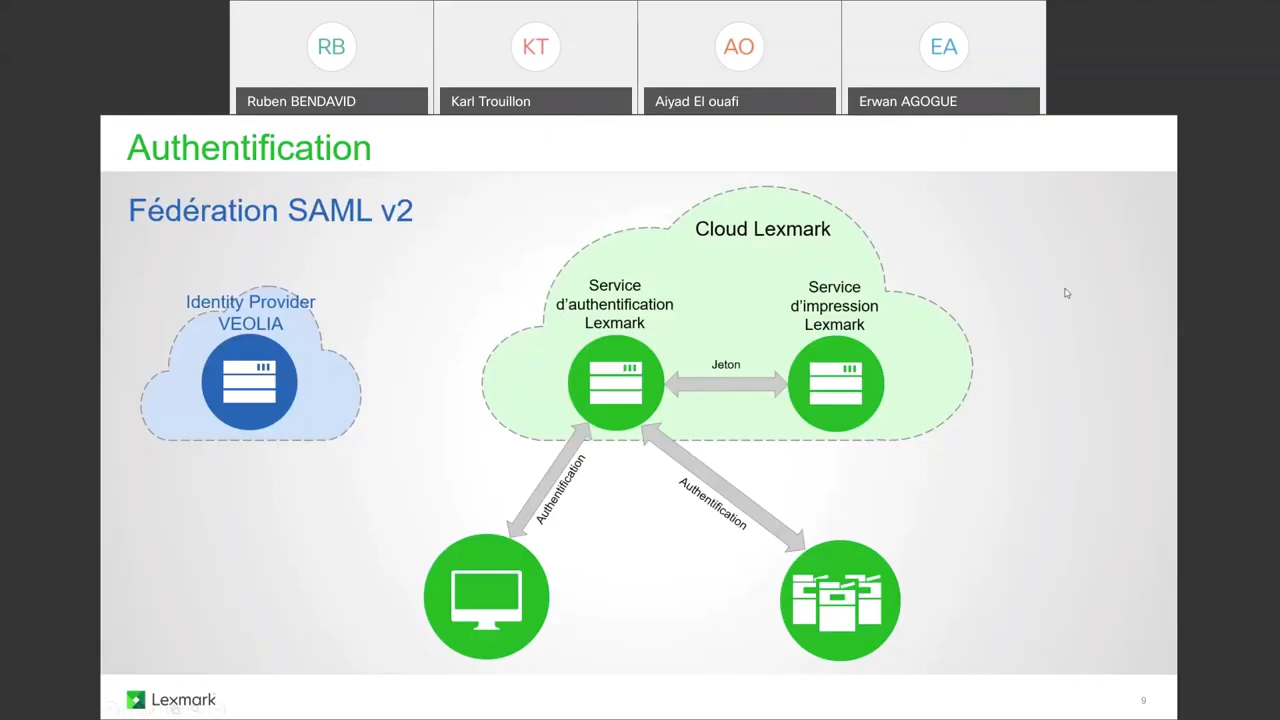 RB
KT
AO
EA
Ruben BENDAVID
Karl Trouillon
Aiyad El ouafi
Erwan AGOGUE
Authentification
Fédération SAML v2
Cloud Lexmark
Identity Provider
VEOLIA
Service
d’authentification
Lexmark
Service
d’impression
Lexmark
Jeton
Authentification
Authentification
Lexmark
9